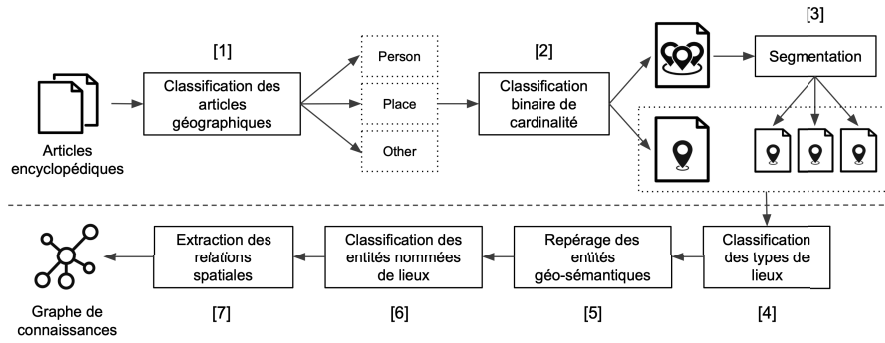 [1]
[2]
[3]
Articles
encyclopédiques
Classification des
articles
géographiques
Person
Place
Other
Classification
binaire de
cardinalité
Segmentation
Graphe de
connaissances
Extraction des
relations
spatiales
[7]
Classification des
entités nommées
de lieux
[6]
Repérage des
entités
géo-sémantiques
[5]
Classification
des types de
lieux
[4]